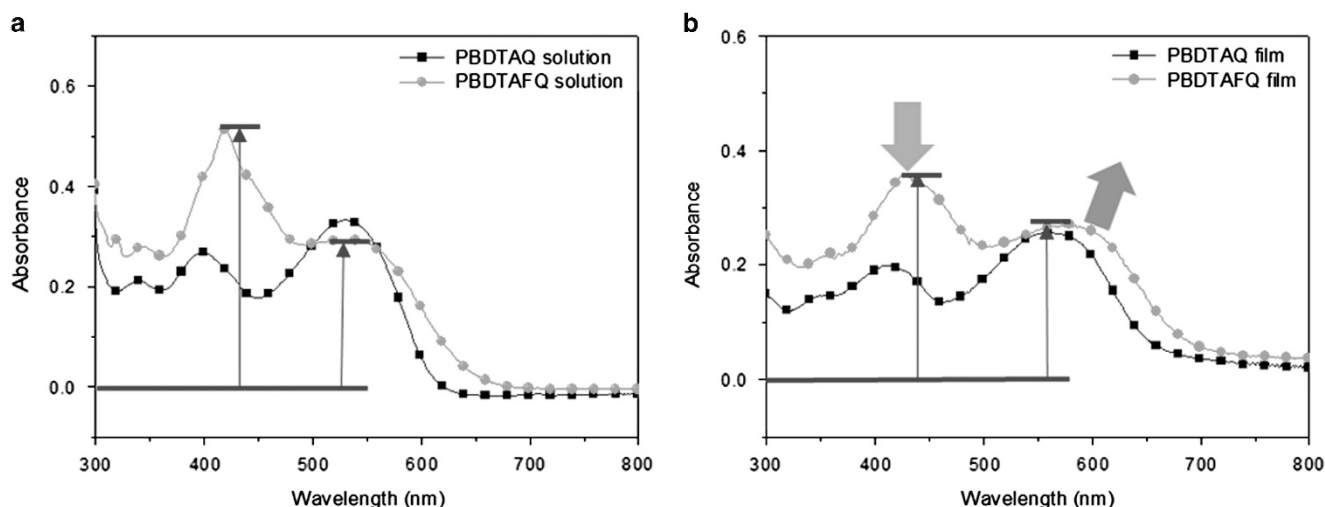 a
PBDTAQ solution
PBDTAFQ solution
0.6
0.4
0.2
0.0
Absorbance
300 400 500 600 700 800
Wavelength (nm)
b
PBDTAQ film
PBDTAFQ film
0.6
0.4
0.2
0.0
Absorbance
300 400 500 600 700 800
Wavelength (nm)